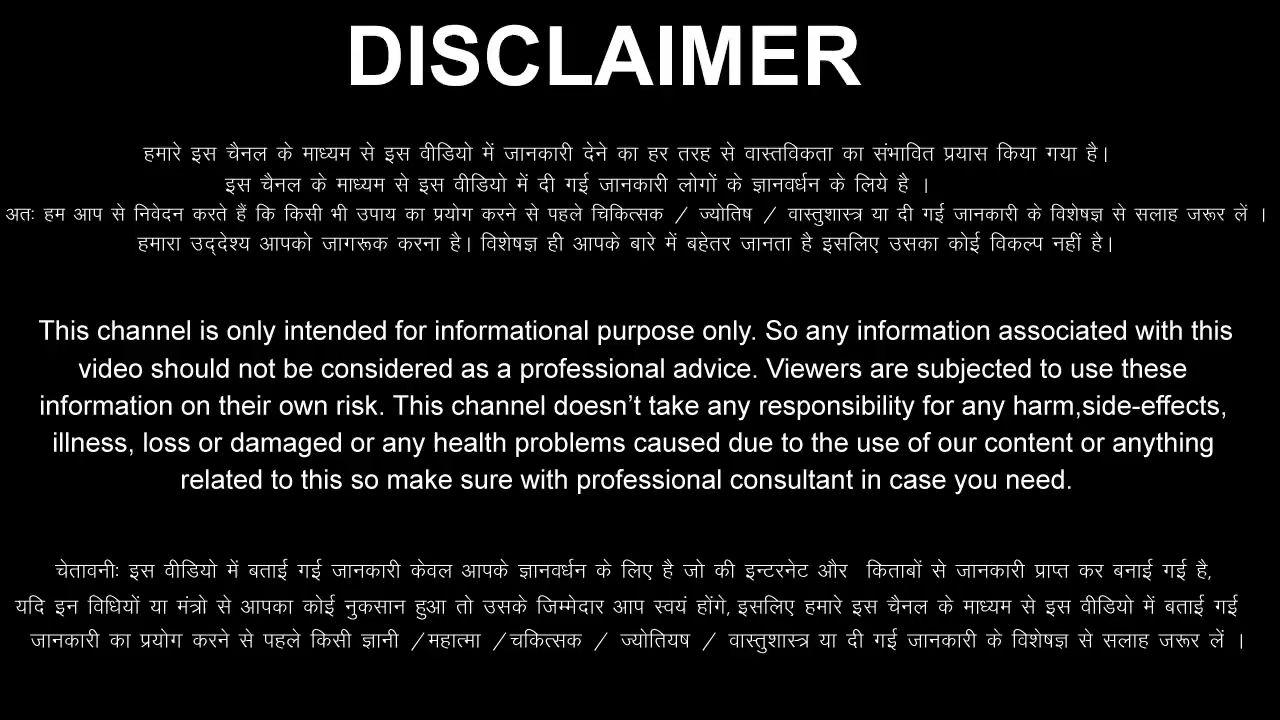 DISCLAIMER
हमारे इस चैनल के माध्यम से इस वीडियो में जानकारी देने का हर तरह से वास्तविकता का संभावित प्रयास किया गया है।
इस चैनल के माध्यम से इस वीडियो में दी गई जानकारी लोगों के ज्ञानवर्धन के लिये है ।
अतः हम आप से निवेदन करते हैं कि किसी भी उपाय का प्रयोग करने से पहले चिकित्सक / ज्योतिष / वास्तुशास्त्र या दी गई जानकारी के विशेषज्ञ से सलाह जरूर लें ।
हमारा उद्देश्य आपको जागरूक करना है। विशेषज्ञ ही आपके बारे में बहेतर जानता है इसलिए उसका कोई विकल्प नहीं है।
This channel is only intended for informational purpose only. So any information associated with this
video should not be considered as a professional advice. Viewers are subjected to use these
information on their own risk. This channel doesn’t take any responsibility for any harm,side-effects,
illness, loss or damaged or any health problems caused due to the use of our content or anything
related to this so make sure with professional consultant in case you need.
चेतावनीः इस वीडियो में बताई गई जानकारी केवल आपके ज्ञानवर्धन के लिए है जो की इन्टरनेट और किताबों से जानकारी प्राप्त कर बनाई गई है,
यदि इन विधियों या मंत्रो से आपका कोई नुकसान हुआ तो उसके जिम्मेदार आप स्वयं होंगे, इसलिए हमारे इस चैनल के माध्यम से इस वीडियो में बताई गई
जानकारी का प्रयोग करने से पहले किसी ज्ञानी /महात्मा /चकित्सक / ज्योतियष / वास्तुशास्त्र या दी गई जानकारी के विशेषज्ञ से सलाह जरूर लें ।